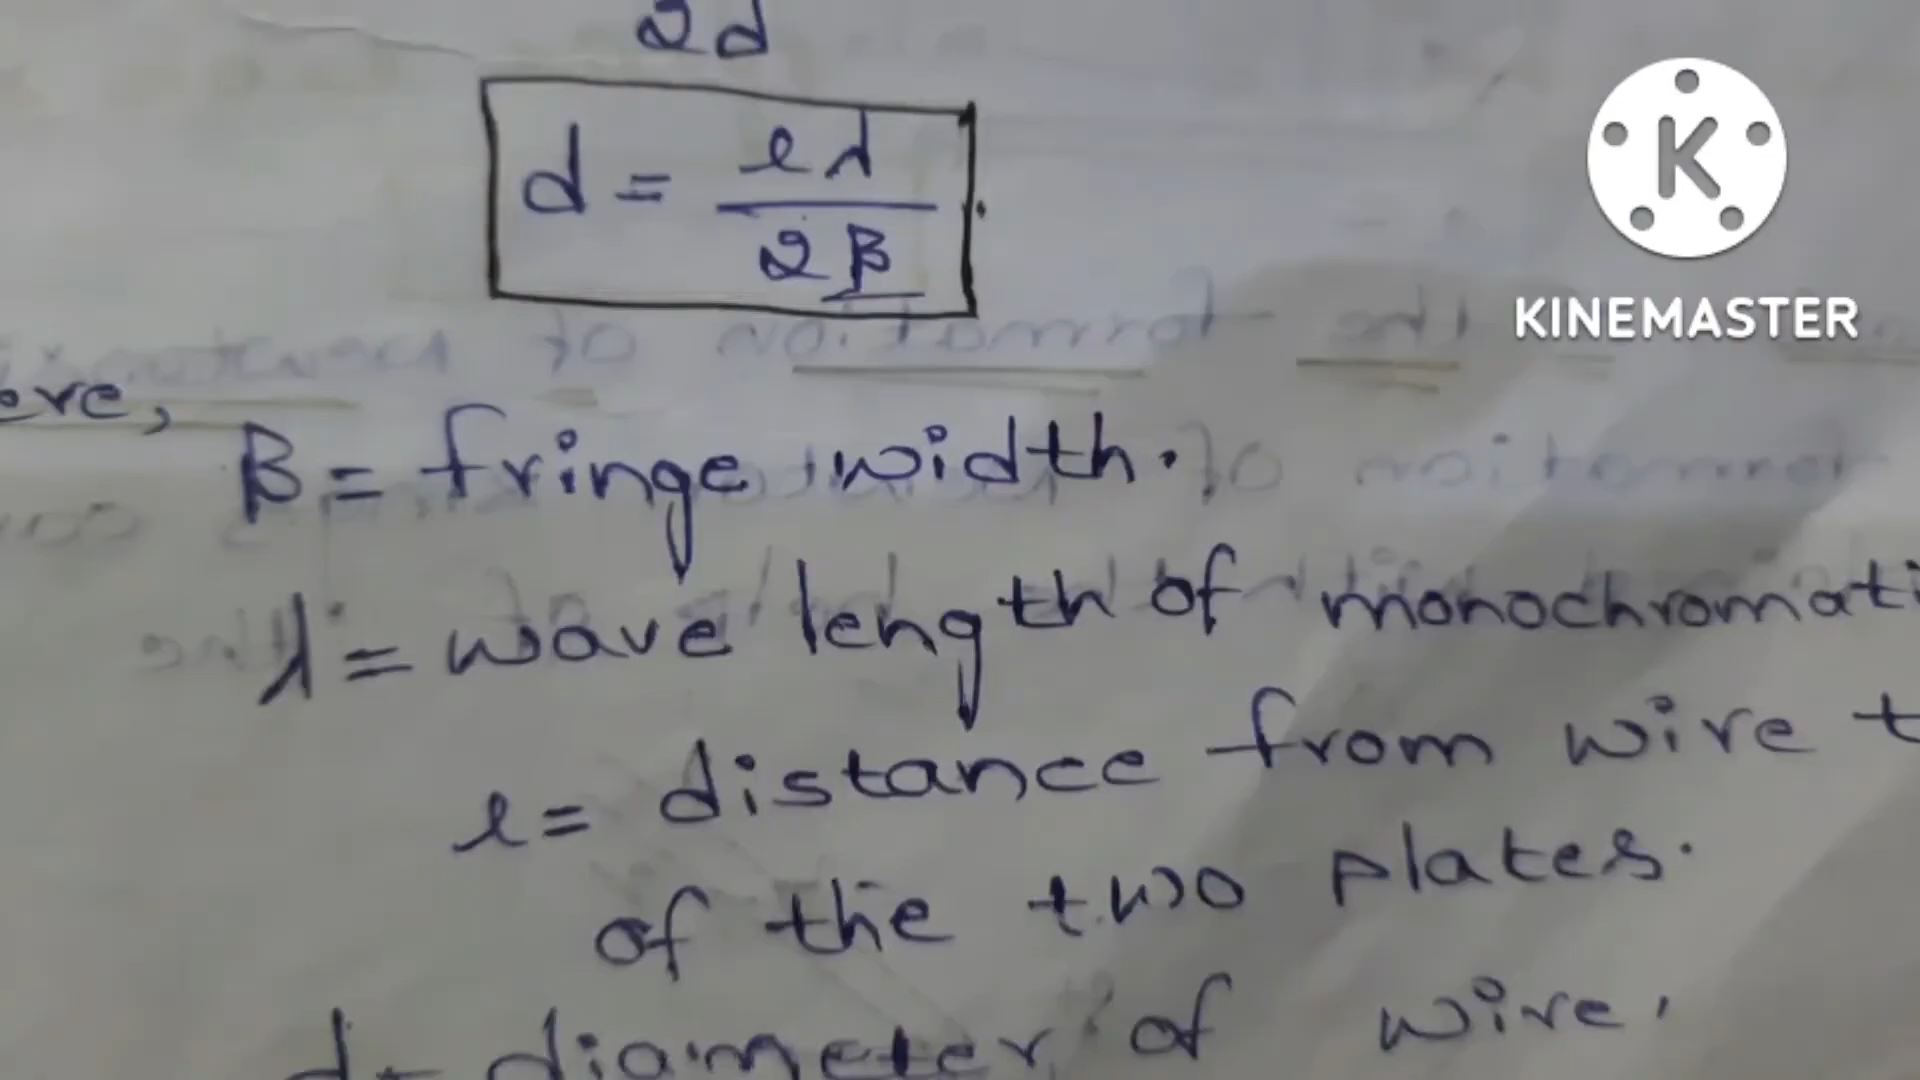 2d
d = lλ / 2β
ere,
β = fringe width.
λ = wave length of monochromati
l = distance from wire t
of the two plates.
d = diameter of wire.
KINEMASTER